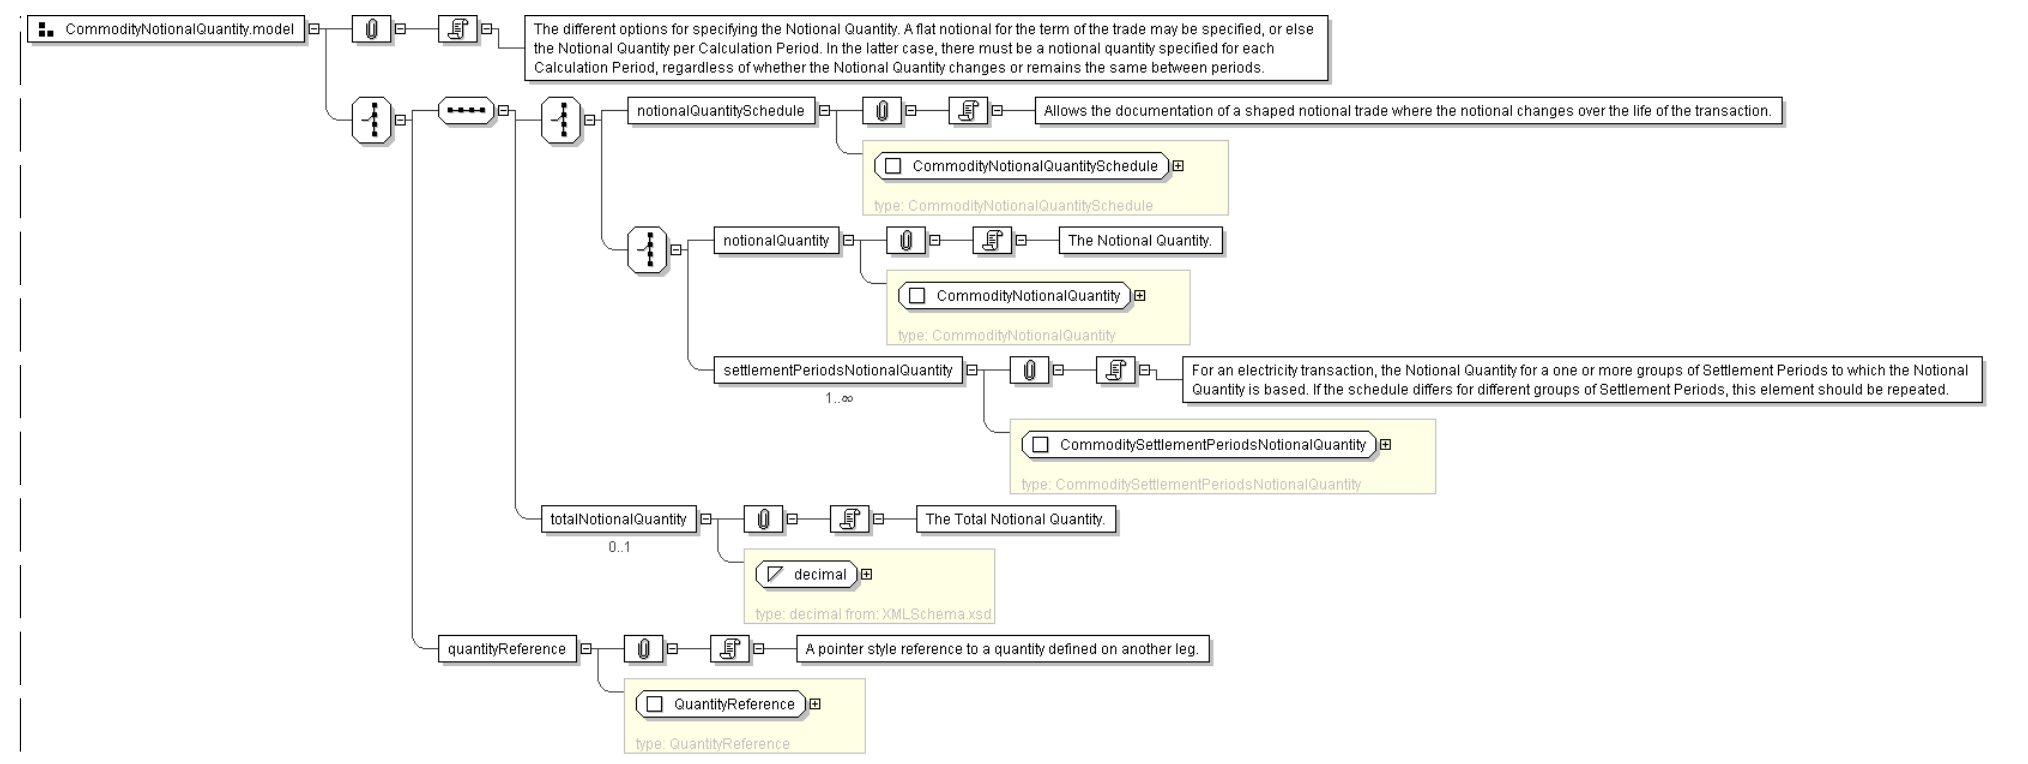 CommodityNotionalQuantity.model
The different options for specifying the Notional Quantity. A flat notional for the term of the trade may be specified, or else
the Notional Quantity per Calculation Period. In the latter case, there must be a notional quantity specified for each
Calculation Period, regardless of whether the Notional Quantity changes or remains the same between periods.
notionalQuantitySchedule
Allows the documentation of a shaped notional trade where the notional changes over the life of the transaction.
CommodityNotionalQuantitySchedule
type: CommodityNotionalQuantitySchedule
notionalQuantity
The Notional Quantity.
CommodityNotionalQuantity
type: CommodityNotionalQuantity
settlementPeriodsNotionalQuantity
1..∞
For an electricity transaction, the Notional Quantity for a one or more groups of Settlement Periods to which the Notional
Quantity is based. If the schedule differs for different groups of Settlement Periods, this element should be repeated.
CommoditySettlementPeriodsNotionalQuantity
type: CommoditySettlementPeriodsNotionalQuantity
totalNotionalQuantity
0..1
The Total Notional Quantity.
decimal
type: decimal from: XMLSchema.xsd
quantityReference
A pointer style reference to a quantity defined on another leg.
QuantityReference
type: QuantityReference